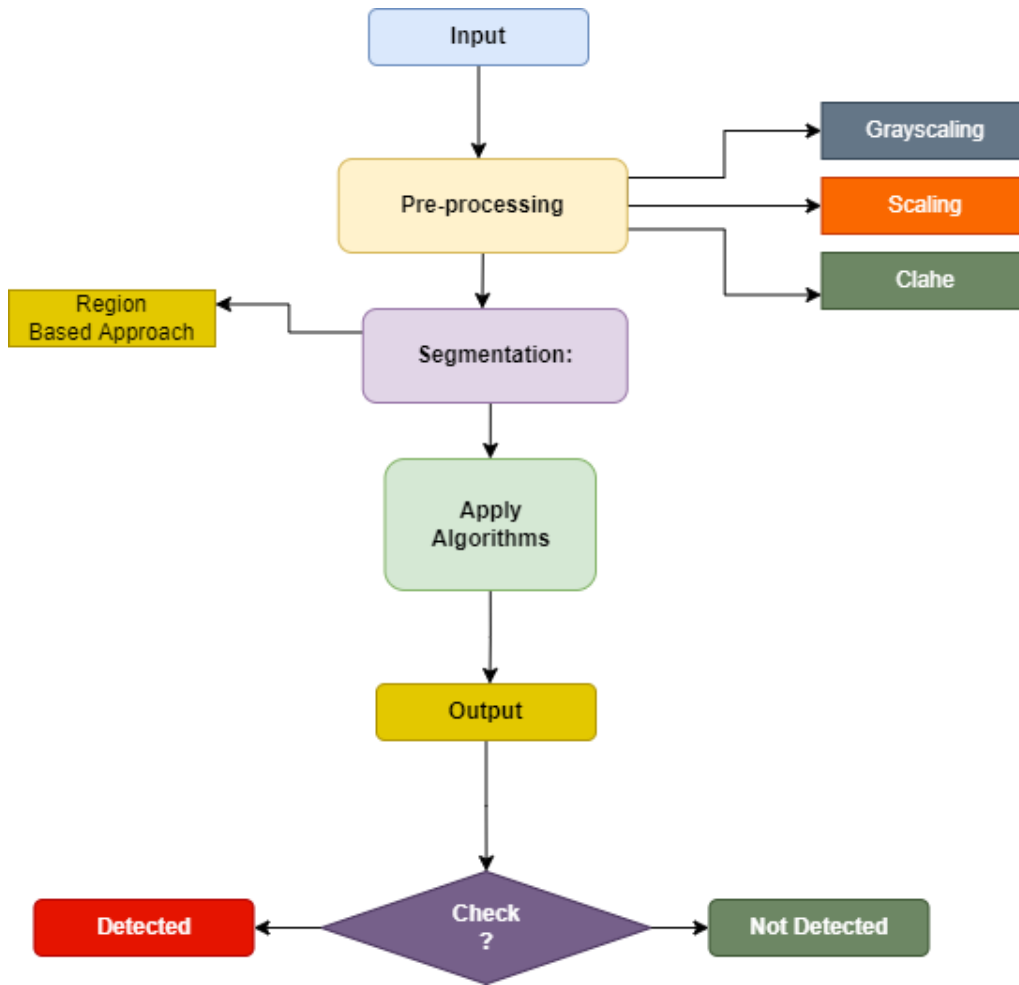 Input
Grayscaling
Pre-processing
Scaling
Clahe
Region
Based Approach
Segmentation:
Apply
Algorithms
Output
Detected
Check
?
Not Detected